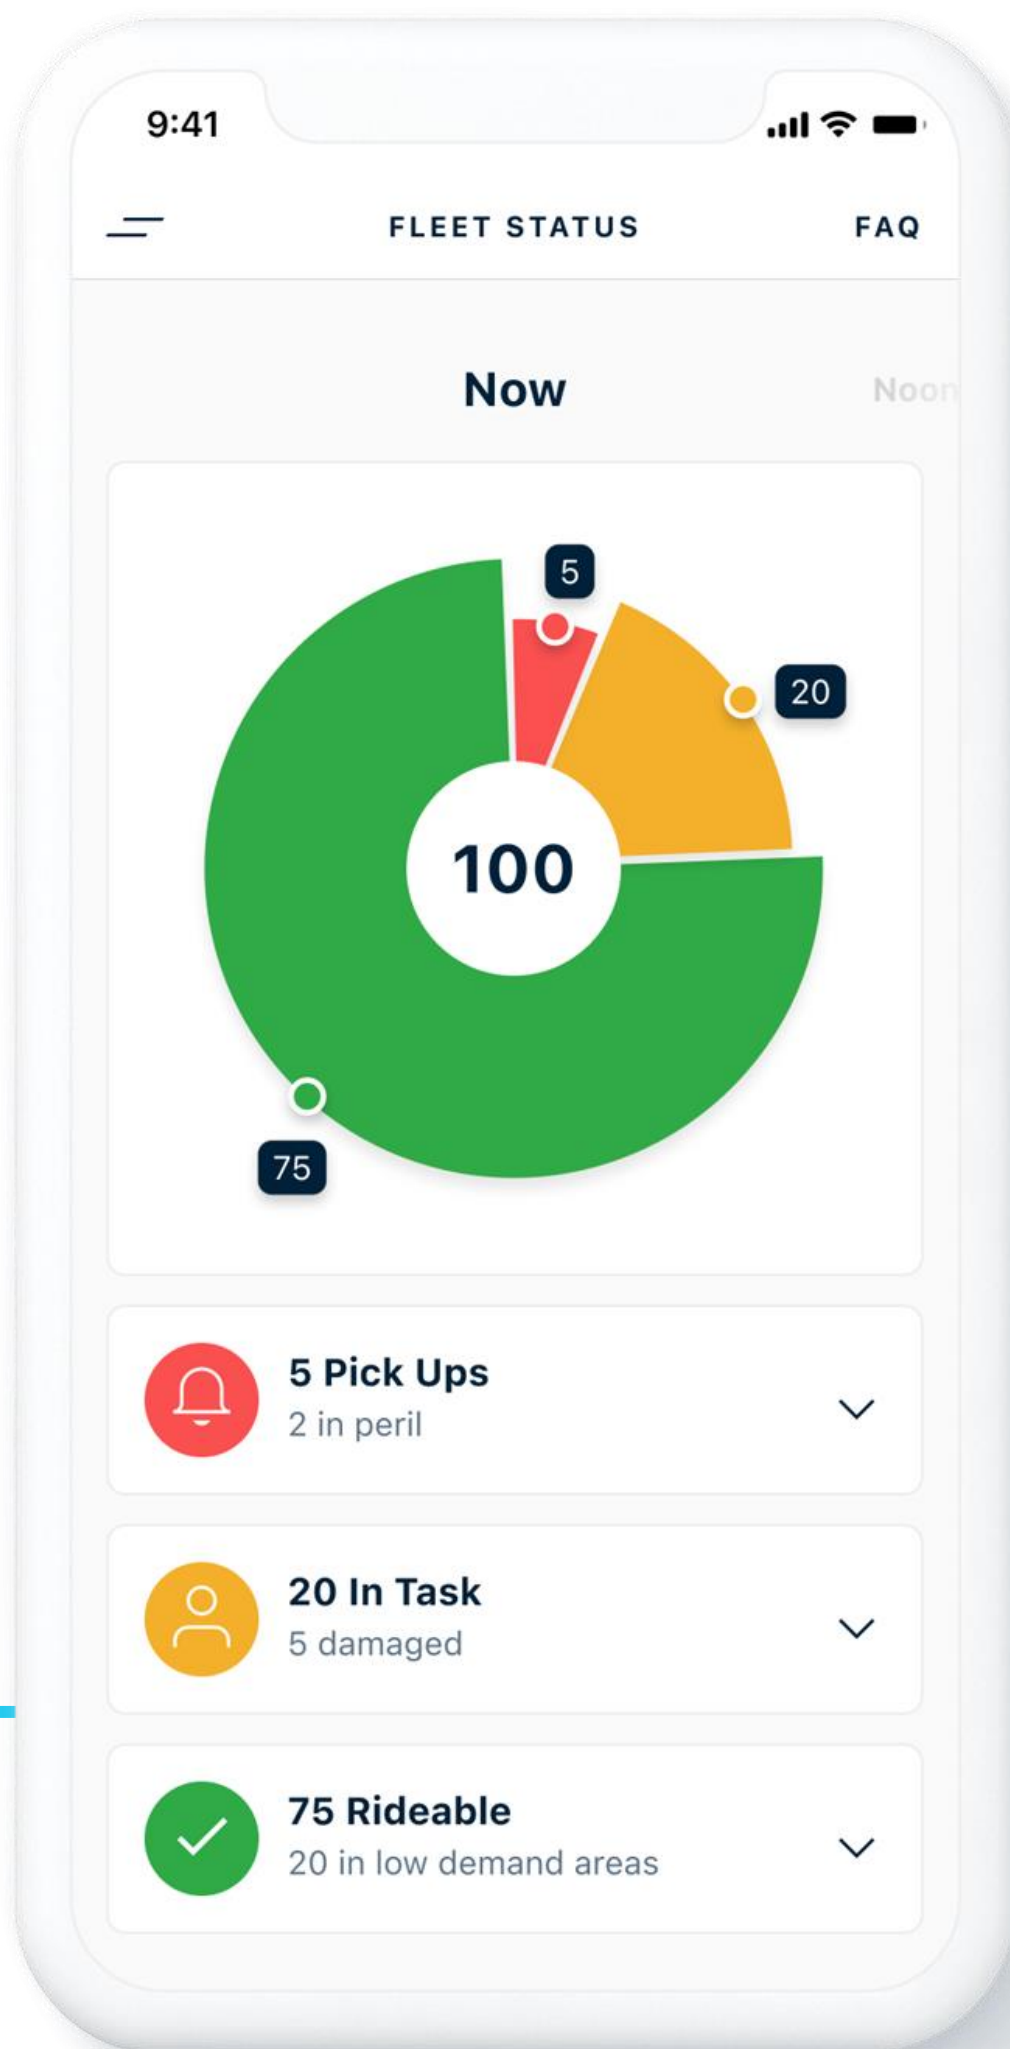 9:41
FLEET STATUS FAQ
Now Noon
5
20
100
75
5 Pick Ups
2 in peril
20 In Task
5 damaged
75 Rideable
20 in low demand areas